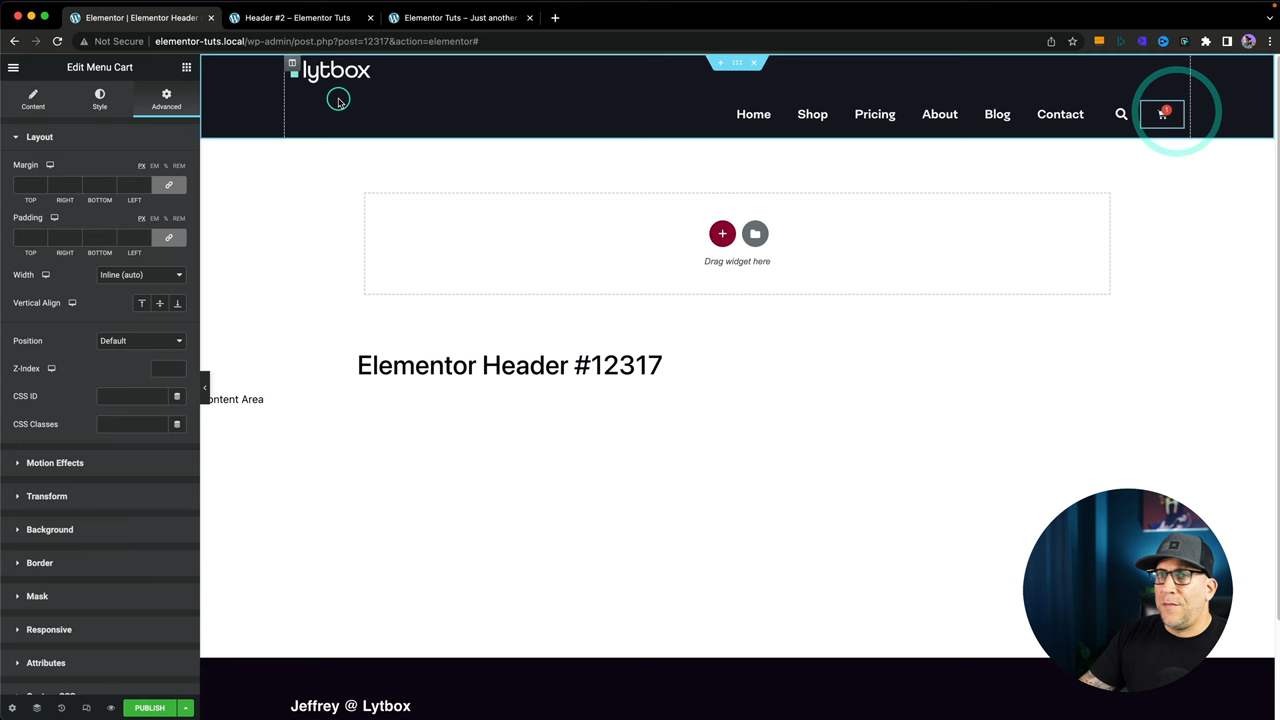 Elementor | Elementor Header
Header #2 – Elementor Tuts
Elementor Tuts – Just another
Not Secure
elementor-tuts.local/wp-admin/post.php?post=12317&action=elementor#
Edit Menu Cart
Content
Style
Advanced
Layout
Margin
PX EM % REM
TOP RIGHT BOTTOM LEFT
Padding
PX EM % REM
TOP RIGHT BOTTOM LEFT
Width
Inline (auto)
Vertical Align
Position
Default
Z-Index
CSS ID
CSS Classes
Motion Effects
Transform
Background
Border
Mask
Responsive
Attributes
PUBLISH
lytbox
Home Shop Pricing About Blog Contact
1
Drag widget here
Elementor Header #12317
ontent Area
Jeffrey @ Lytbox